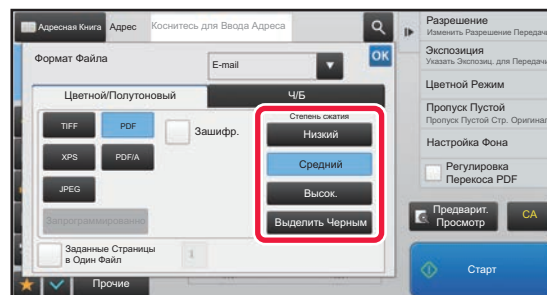 Адресная Книга
Адрес
Коснитесь для Ввода Адреса
Формат Файла
E-mail
OK
Цветной/Полутоновый
Ч/Б
TIFF
PDF
Зашифр.
XPS
PDF/A
JPEG
Запрограммированно
Степень сжатия
Низкий
Средний
Высок.
Выделить Черным
Заданные Страницы
в Один Файл
1
Прочие
Разрешение
Изменить Разрешение Передачи
Экспозиция
Указать Экспозиц. для Передачи
Цветной Режим
Пропуск Пустой
Пропуск Пустой Стр. Оригинал
Настройка Фона
Регулировка
Перекоса PDF
Предварит.
Просмотр
CA
Старт